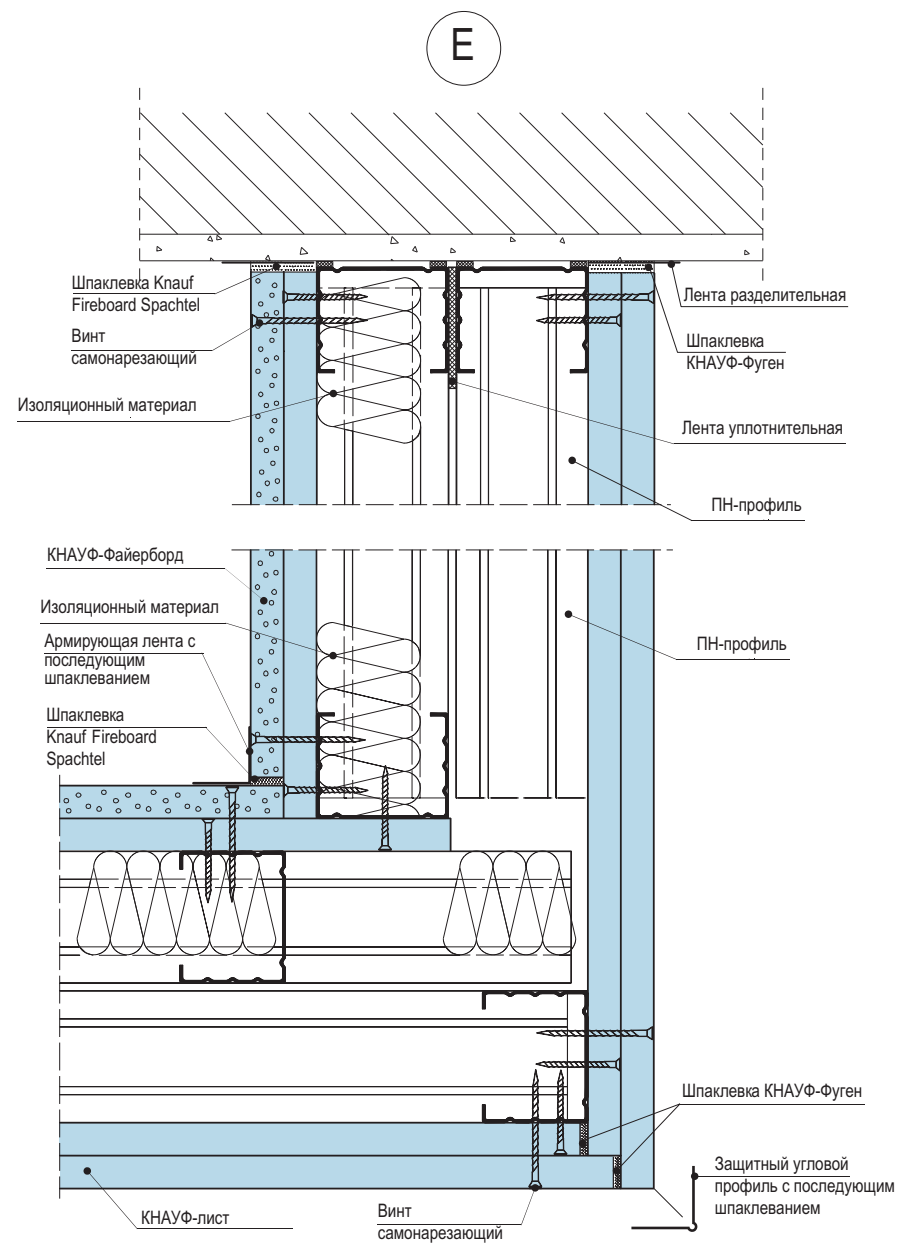 E
Шпаклевка Knauf
Fireboard Spachtel
Винт
самонарезающий
Изоляционный материал
Лента разделительная
Шпаклевка
КНАУФ-Фуген
Лента уплотнительная
ПН-профиль
КНАУФ-Файерборд
Изоляционный материал
Армирующая лента с
последующим
шпаклеванием
Шпаклевка
Knauf Fireboard
Spachtel
ПН-профиль
Шпаклевка КНАУФ-Фуген
Защитный угловой
профиль с последующим
шпаклеванием
КНАУФ-лист
Винт
самонарезающий